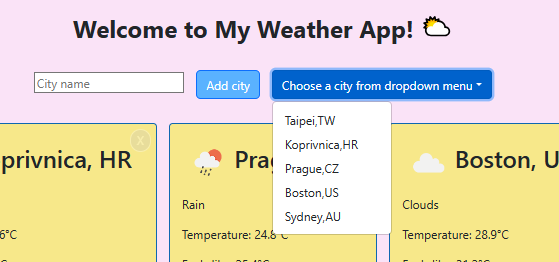 Welcome to My Weather App!
City name
Add city
Choose a city from dropdown menu
Taipei,TW
Koprivnica,HR
Prague,CZ
Boston,US
Sydney,AU
privnica, HR
X
Prag
Boston, U
Rain
Clouds
6°C
Temperature: 24.8°C
Temperature: 28.9°C